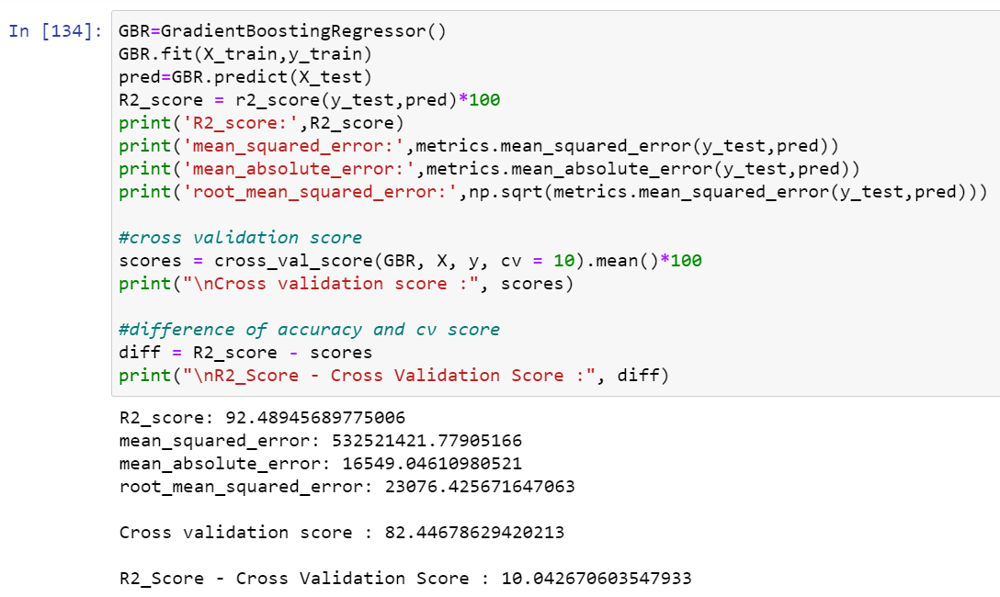 In [134]: GBR=GradientBoostingRegressor()
GBR.fit(X_train,y_train)
pred=GBR.predict(X_test)
R2_score = r2_score(y_test,pred)*100
print('R2_score:',R2_score)
print('mean_squared_error:',metrics.mean_squared_error(y_test,pred))
print('mean_absolute_error:',metrics.mean_absolute_error(y_test,pred))
print('root_mean_squared_error:',np.sqrt(metrics.mean_squared_error(y_test,pred)))
#cross validation score
scores = cross_val_score(GBR, X, y, cv = 10).mean()*100
print("\nCross validation score :", scores)
#difference of accuracy and cv score
diff = R2_score - scores
print("\nR2_Score - Cross Validation Score :", diff)
R2_score: 92.48945689775006
mean_squared_error: 532521421.77905166
mean_absolute_error: 16549.04610980521
root_mean_squared_error: 23076.425671647063
Cross validation score : 82.44678629420213
R2_Score - Cross Validation Score : 10.042670603547933